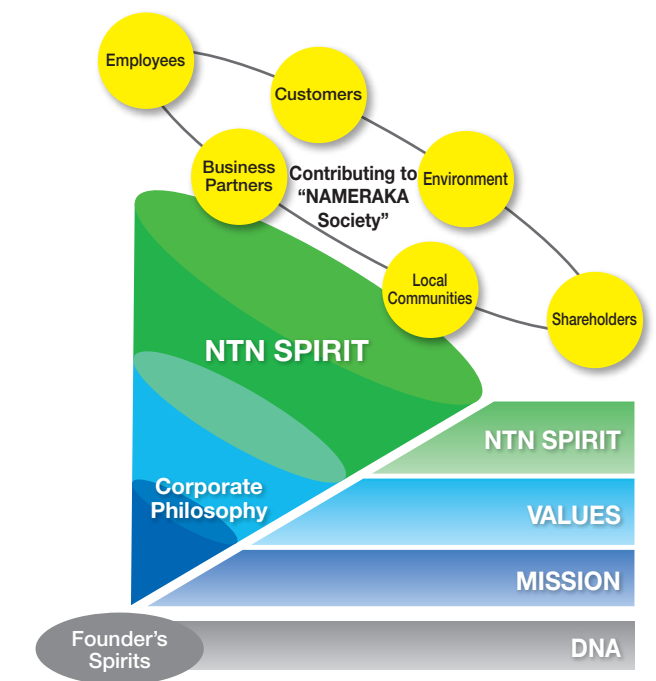 Employees
Customers
Business
Partners
Contributing to
“NAMERAKA
Society”
Environment
Local
Communities
Shareholders
NTN SPIRIT
NTN SPIRIT
Corporate
Philosophy
VALUES
MISSION
Founder’s
Spirits
DNA